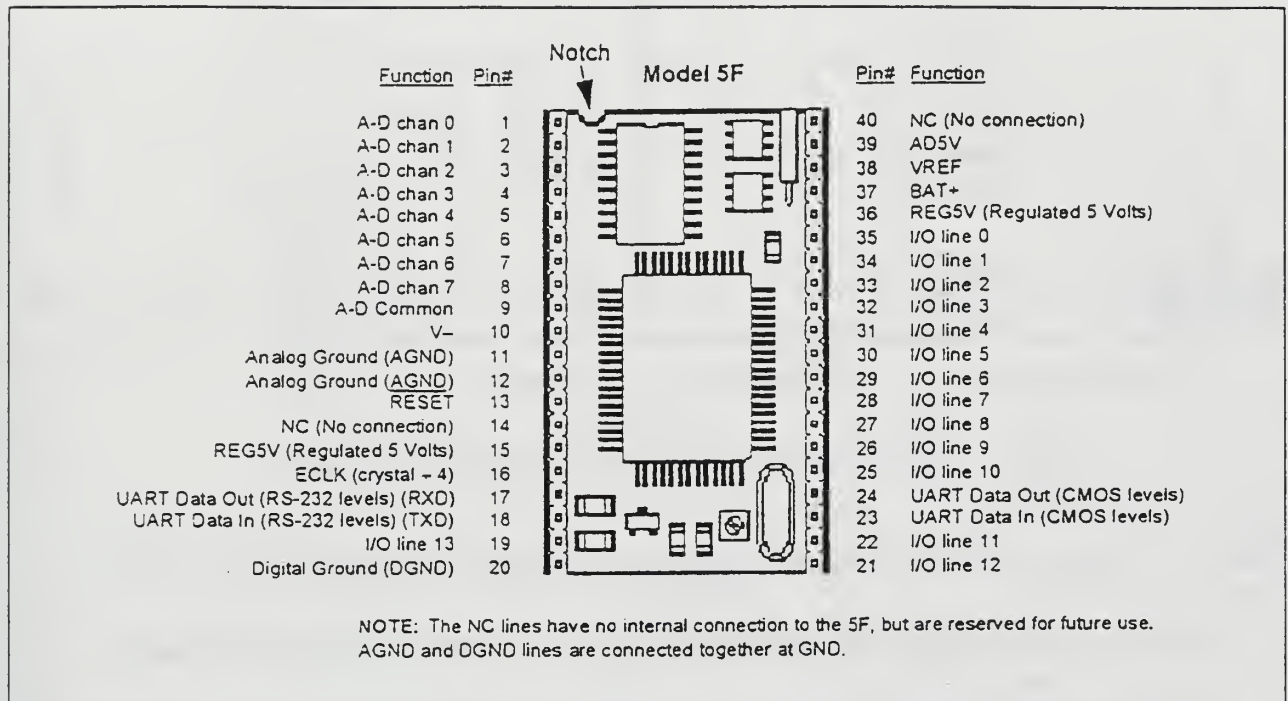 Notch
Model 5F
Function Pin#
Pin# Function
A-D chan 0 1
A-D chan 1 2
A-D chan 2 3
A-D chan 3 4
A-D chan 4 5
A-D chan 5 6
A-D chan 6 7
A-D chan 7 8
A-D Common 9
V– 10
Analog Ground (AGND) 11
Analog Ground (AGND) 12
RESET 13
NC (No connection) 14
REG5V (Regulated 5 Volts) 15
ECLK (crystal ÷ 4) 16
UART Data Out (RS-232 levels) (RXD) 17
UART Data In (RS-232 levels) (TXD) 18
I/O line 13 19
Digital Ground (DGND) 20
40 NC (No connection)
39 AD5V
38 VREF
37 BAT+
36 REG5V (Regulated 5 Volts)
35 I/O line 0
34 I/O line 1
33 I/O line 2
32 I/O line 3
31 I/O line 4
30 I/O line 5
29 I/O line 6
28 I/O line 7
27 I/O line 8
26 I/O line 9
25 I/O line 10
24 UART Data Out (CMOS levels)
23 UART Data In (CMOS levels)
22 I/O line 11
21 I/O line 12
NOTE: The NC lines have no internal connection to the 5F, but are reserved for future use.
AGND and DGND lines are connected together at GND.